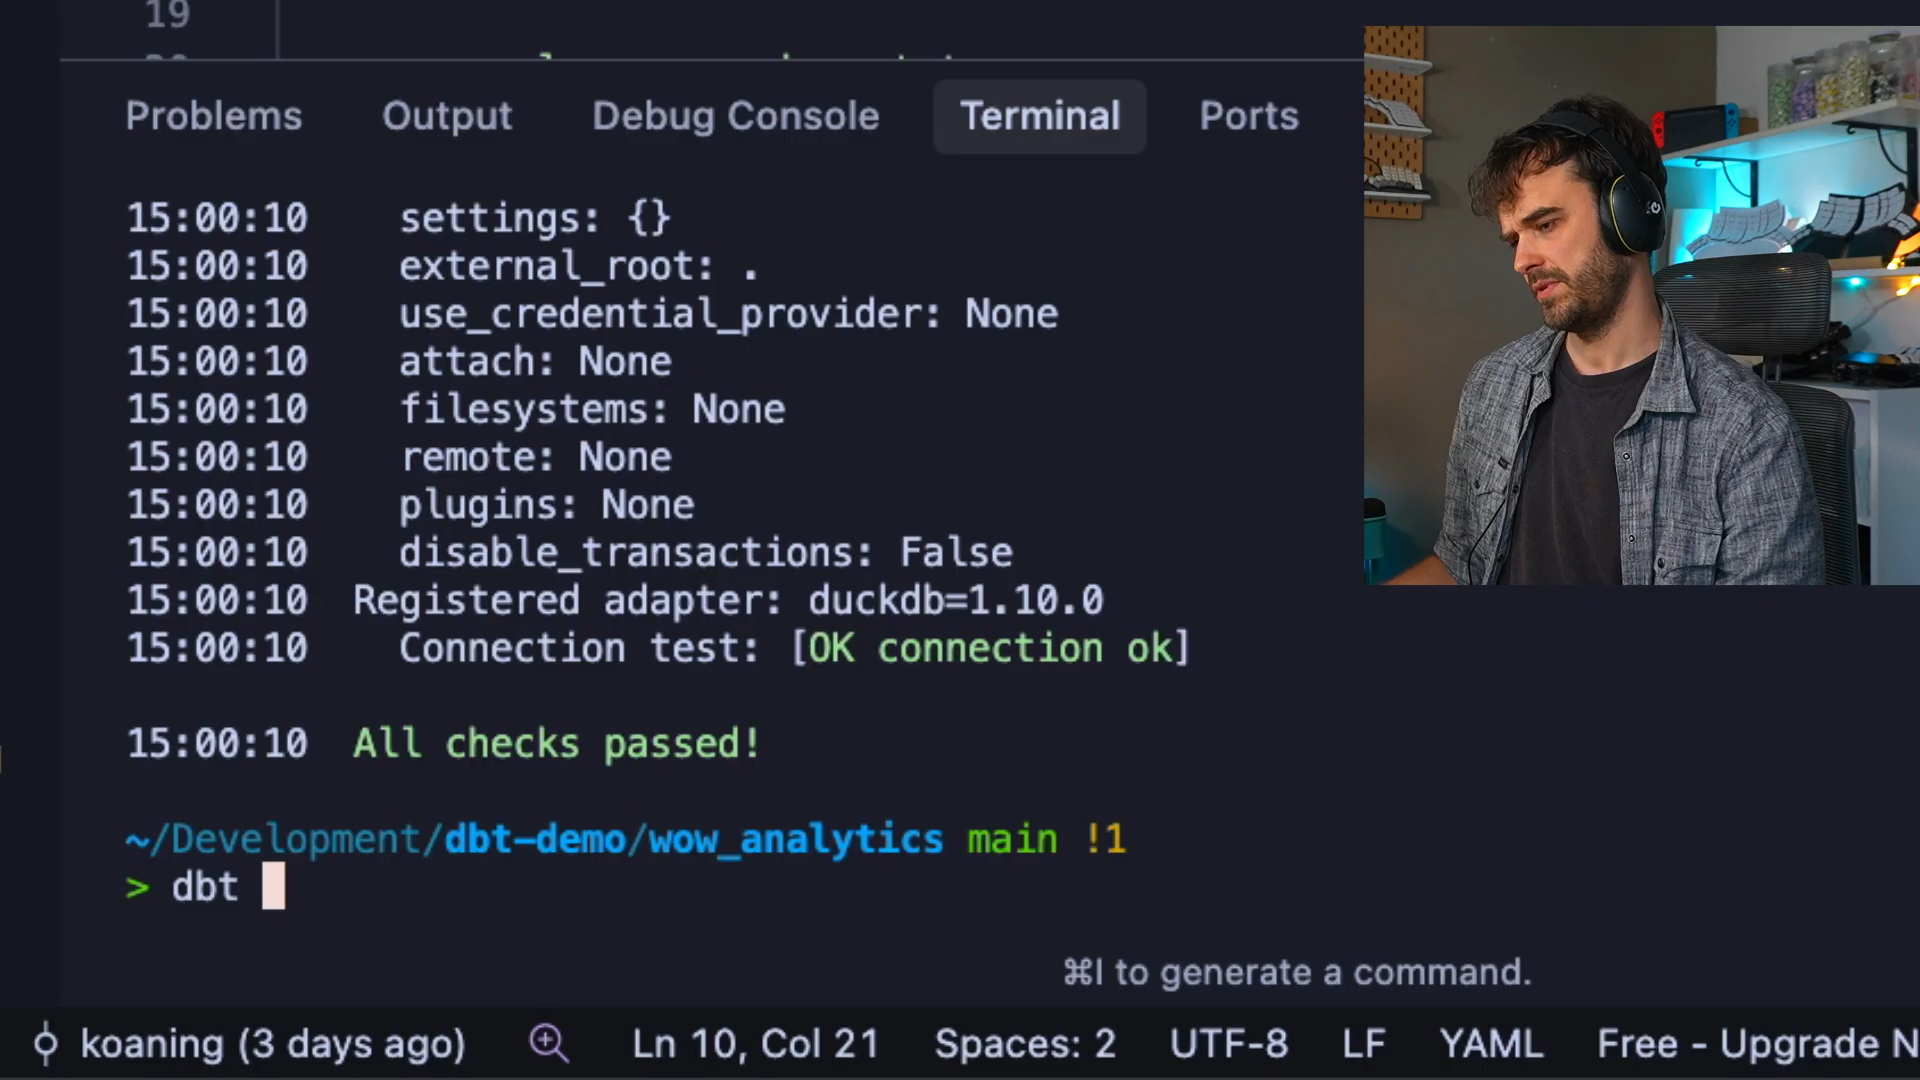 19
Problems Output Debug Console Terminal Ports
15:00:10 settings: {}
15:00:10 external_root: .
15:00:10 use_credential_provider: None
15:00:10 attach: None
15:00:10 filesystems: None
15:00:10 remote: None
15:00:10 plugins: None
15:00:10 disable_transactions: False
15:00:10 Registered adapter: duckdb=1.10.0
15:00:10 Connection test: [OK connection ok]
15:00:10 All checks passed!
~/Development/dbt-demo/wow_analytics main !1
> dbt
⌘I to generate a command.
koaning (3 days ago) Ln 10, Col 21 Spaces: 2 UTF-8 LF YAML Free - Upgrade N